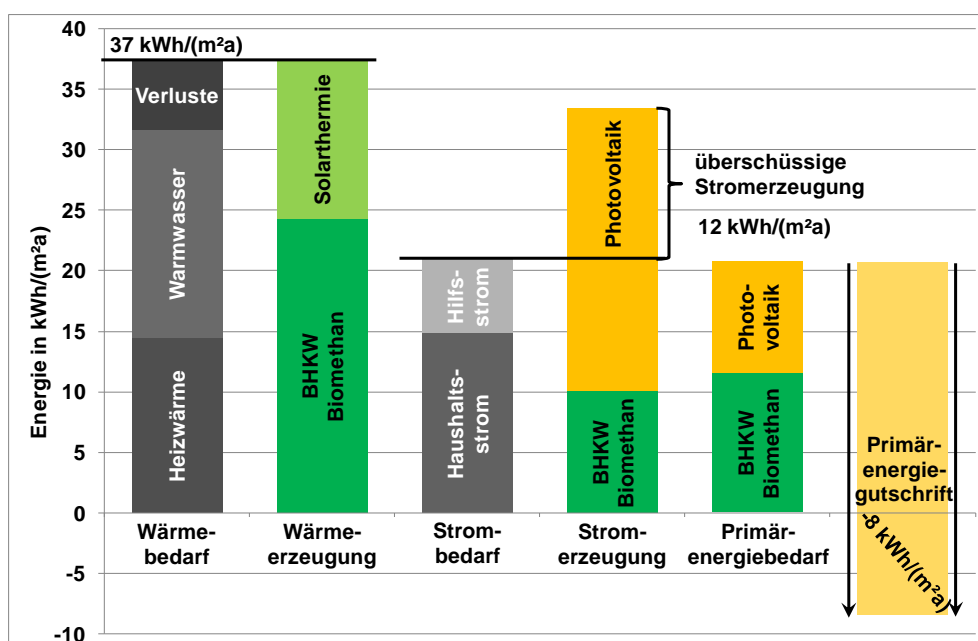 Energie in kWh/(m²a)
40
35
30
25
20
15
10
5
0
-5
-10
37 kWh/(m²a)
Verluste
Warmwasser
Heizwärme
Solarthermie
BHKW
Biomethan
Hilfs-
strom
Haushalts-
strom
Photovoltaik
BHKW
Biomethan
überschüssige
Stromerzeugung
12 kWh/(m²a)
Photo-
voltaik
BHKW
Biomethan
Primär-
energie-
gutschrift
-8 kWh/(m²a)
Wärme-
bedarf
Wärme-
erzeugung
Strom-
bedarf
Strom-
erzeugung
Primär-
energiebedarf